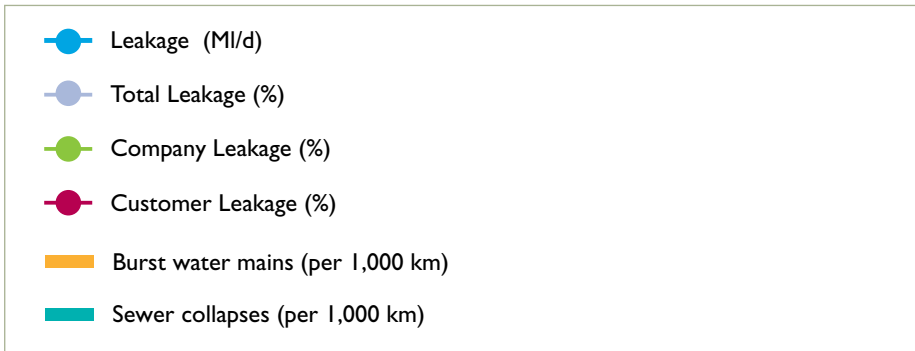 Leakage (Ml/d)
Total Leakage (%)
Company Leakage (%)
Customer Leakage (%)
Burst water mains (per 1,000 km)
Sewer collapses (per 1,000 km)